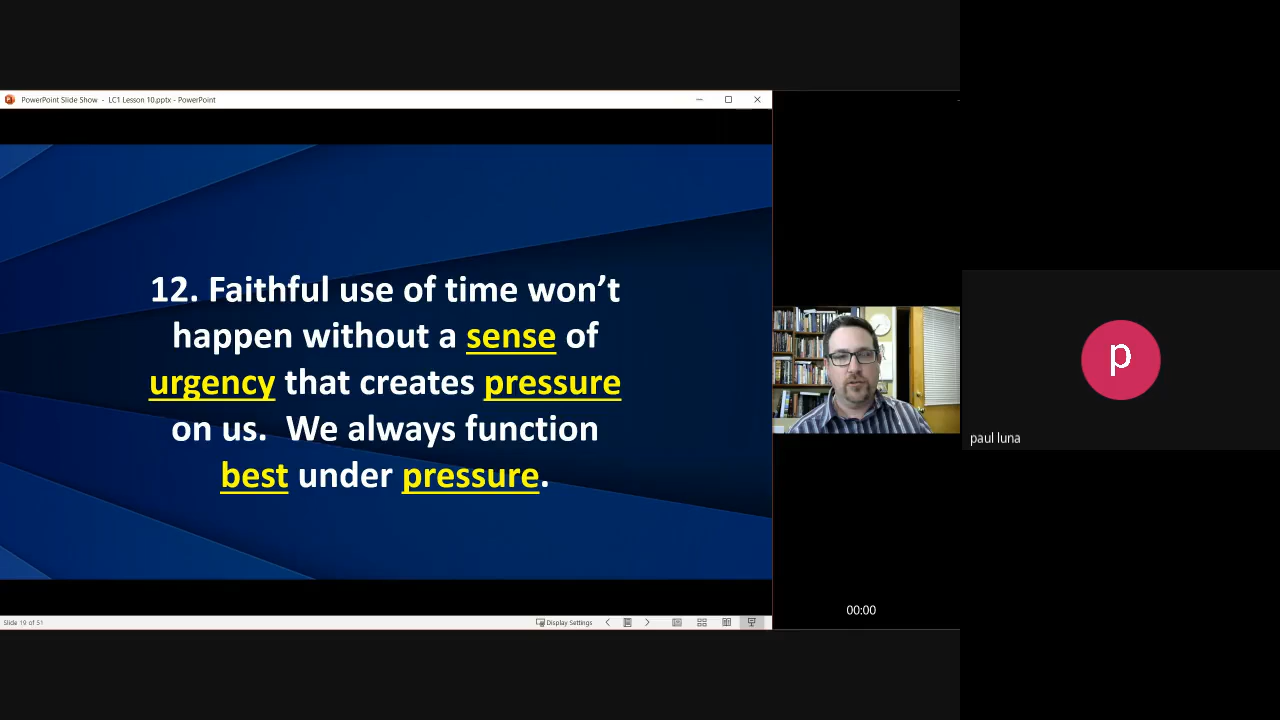 PowerPoint Slide Show - LC1 Lesson 10.pptx - PowerPoint
12. Faithful use of time won’t
happen without a sense of
urgency that creates pressure
on us. We always function
best under pressure.
p
paul luna
00:00
Slide 19 of 51
Display Settings